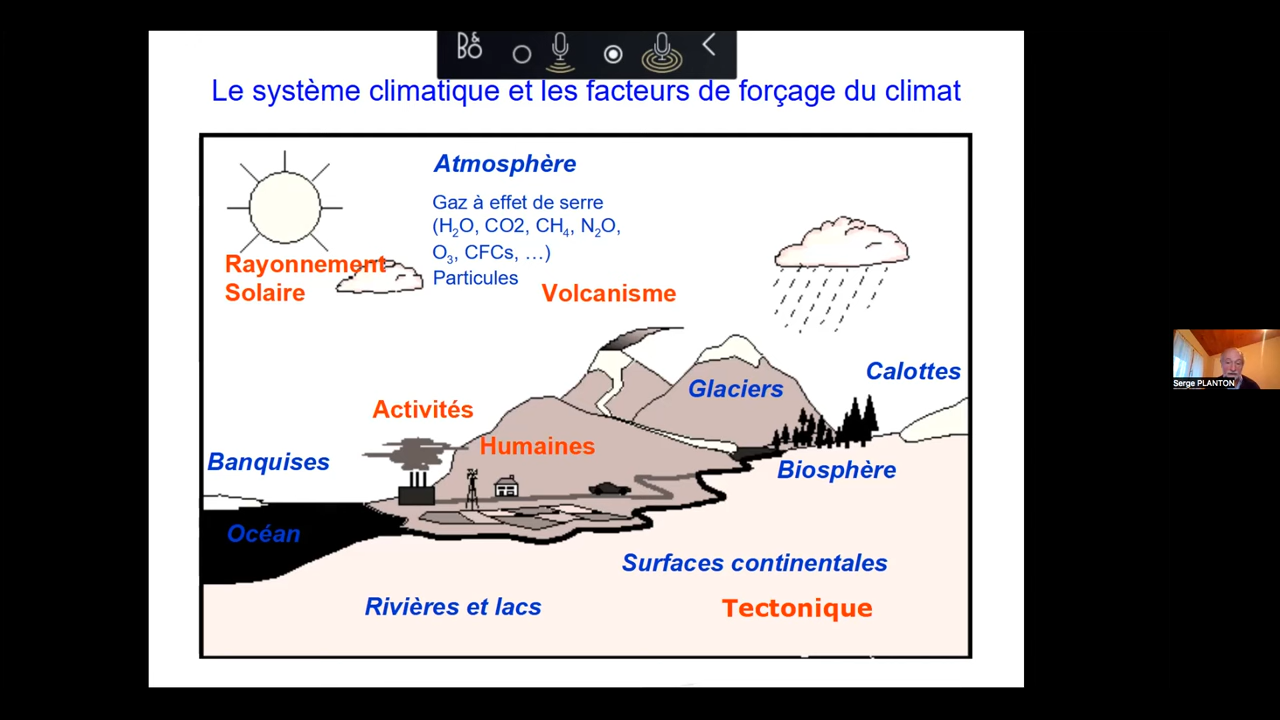 B&O
Le système climatique et les facteurs de forçage du climat
Atmosphère
Gaz à effet de serre
(H2O, CO2, CH4, N2O,
O3, CFCs, …)
Particules
Rayonnement
Solaire
Volcanisme
Calottes
Glaciers
Activités
Humaines
Banquises
Biosphère
Océan
Surfaces continentales
Rivières et lacs
Tectonique
Serge PLANTON